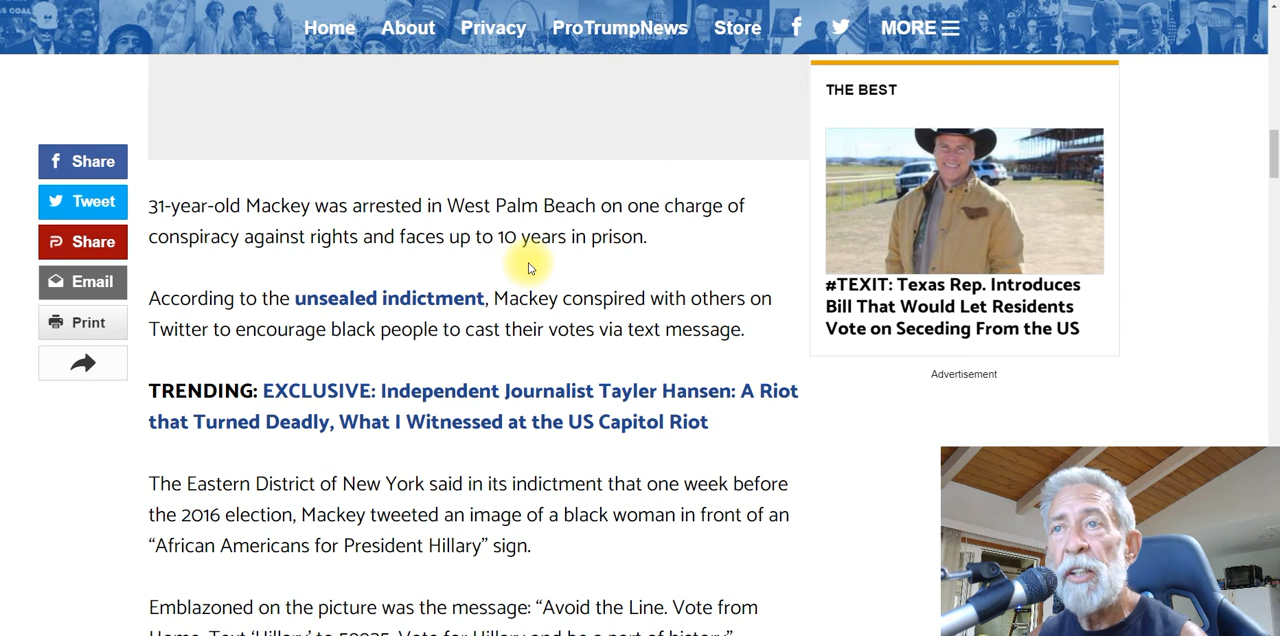 Home About Privacy ProTrumpNews Store MORE
THE BEST
Share
Tweet
Share
Email
Print
31-year-old Mackey was arrested in West Palm Beach on one charge of
conspiracy against rights and faces up to 10 years in prison.
According to the unsealed indictment, Mackey conspired with others on
Twitter to encourage black people to cast their votes via text message.
TRENDING: EXCLUSIVE: Independent Journalist Tayler Hansen: A Riot
that Turned Deadly, What I Witnessed at the US Capitol Riot
The Eastern District of New York said in its indictment that one week before
the 2016 election, Mackey tweeted an image of a black woman in front of an
“African Americans for President Hillary” sign.
Emblazoned on the picture was the message: “Avoid the Line. Vote from
Home. Text ‘Hillary’ to 59925. Vote for Hillary and be a part of history”
#TEXIT: Texas Rep. Introduces
Bill That Would Let Residents
Vote on Seceding From the US
Advertisement